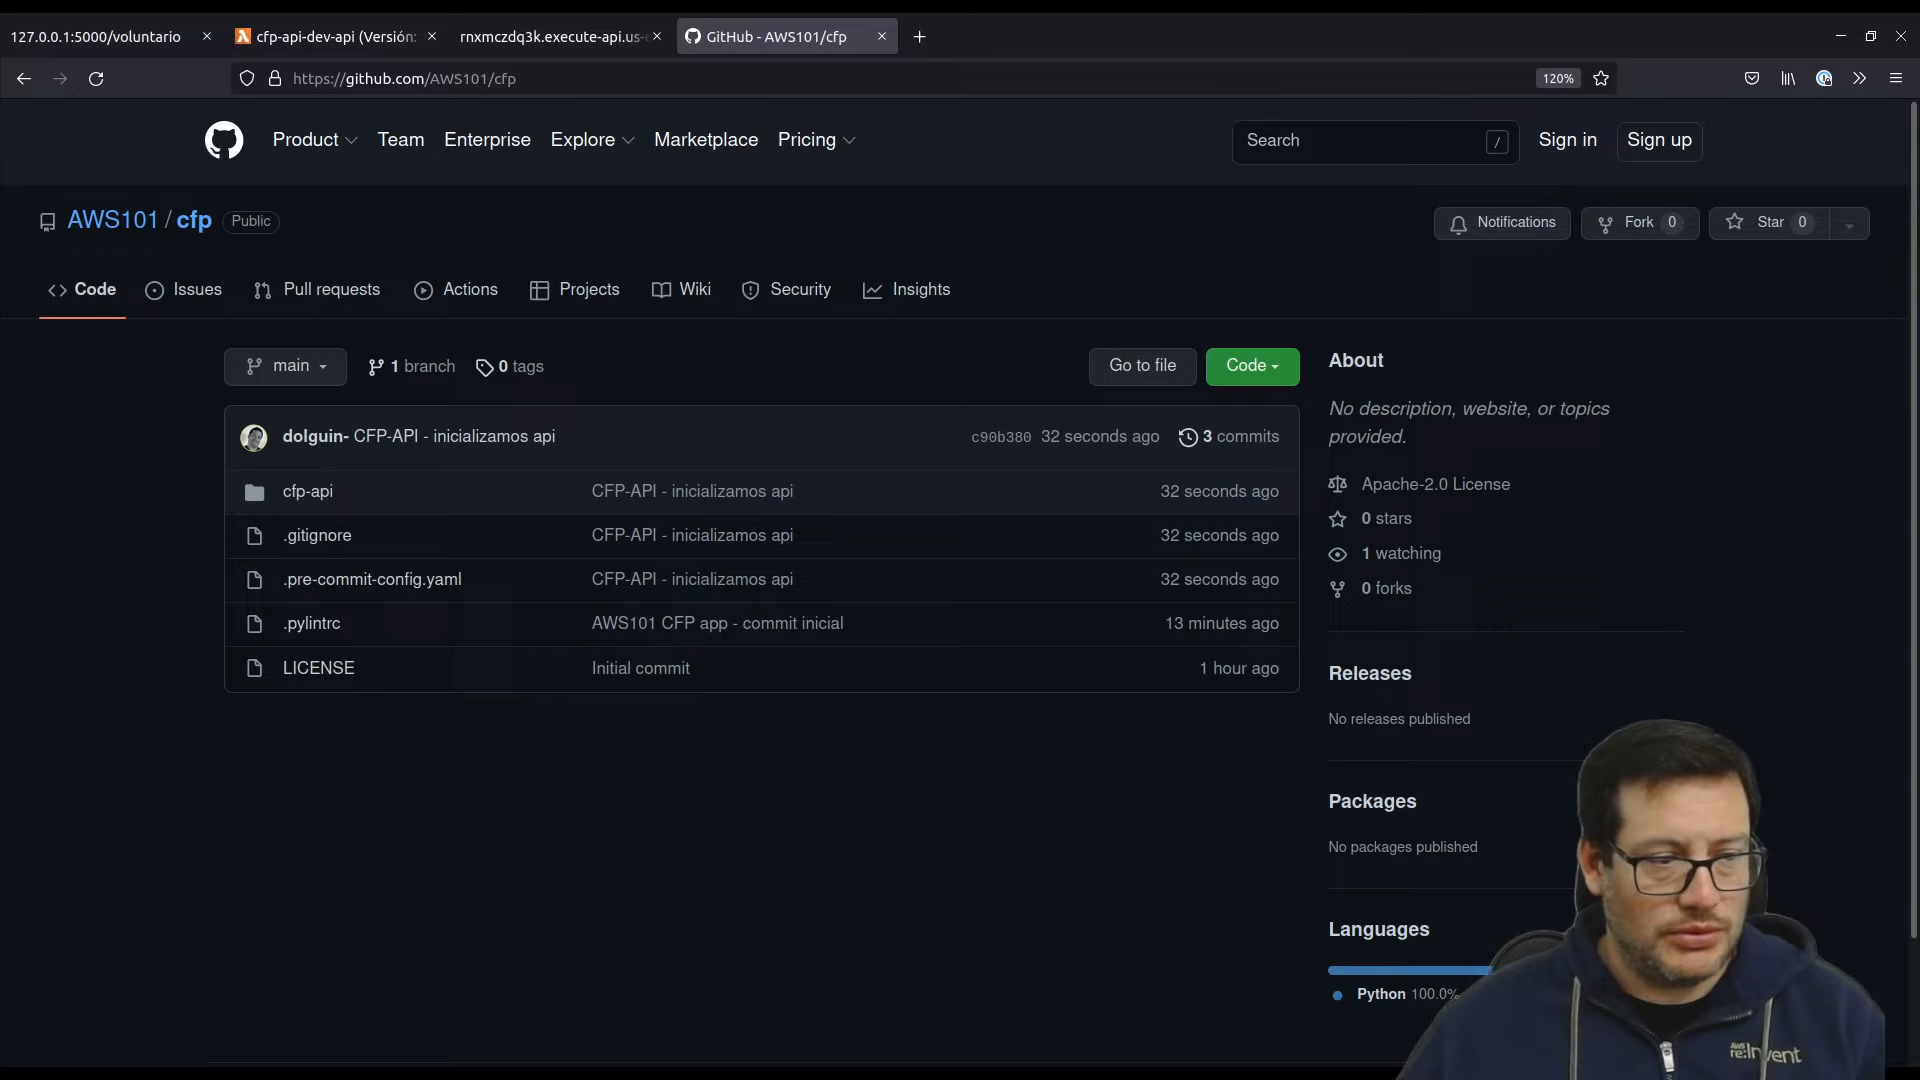 127.0.0.1:5000/voluntario
cfp-api-dev-api (Versión:
rnxmczdq3k.execute-api.us-
GitHub - AWS101/cfp
https://github.com/AWS101/cfp
120%
Product Team Enterprise Explore Marketplace Pricing
Search /
Sign in
Sign up
AWS101 / cfp Public
Notifications
Fork 0
Star 0
Code Issues Pull requests Actions Projects Wiki Security Insights
main
1 branch
0 tags
Go to file
Code
dolguin- CFP-API - inicializamos api c90b380 32 seconds ago 3 commits
cfp-api CFP-API - inicializamos api 32 seconds ago
.gitignore CFP-API - inicializamos api 32 seconds ago
.pre-commit-config.yaml CFP-API - inicializamos api 32 seconds ago
.pylintrc AWS101 CFP app - commit inicial 13 minutes ago
LICENSE Initial commit 1 hour ago
About
No description, website, or topics
provided.
Apache-2.0 License
0 stars
1 watching
0 forks
Releases
No releases published
Packages
No packages published
Languages
Python 100.0%
AWS
re:Invent